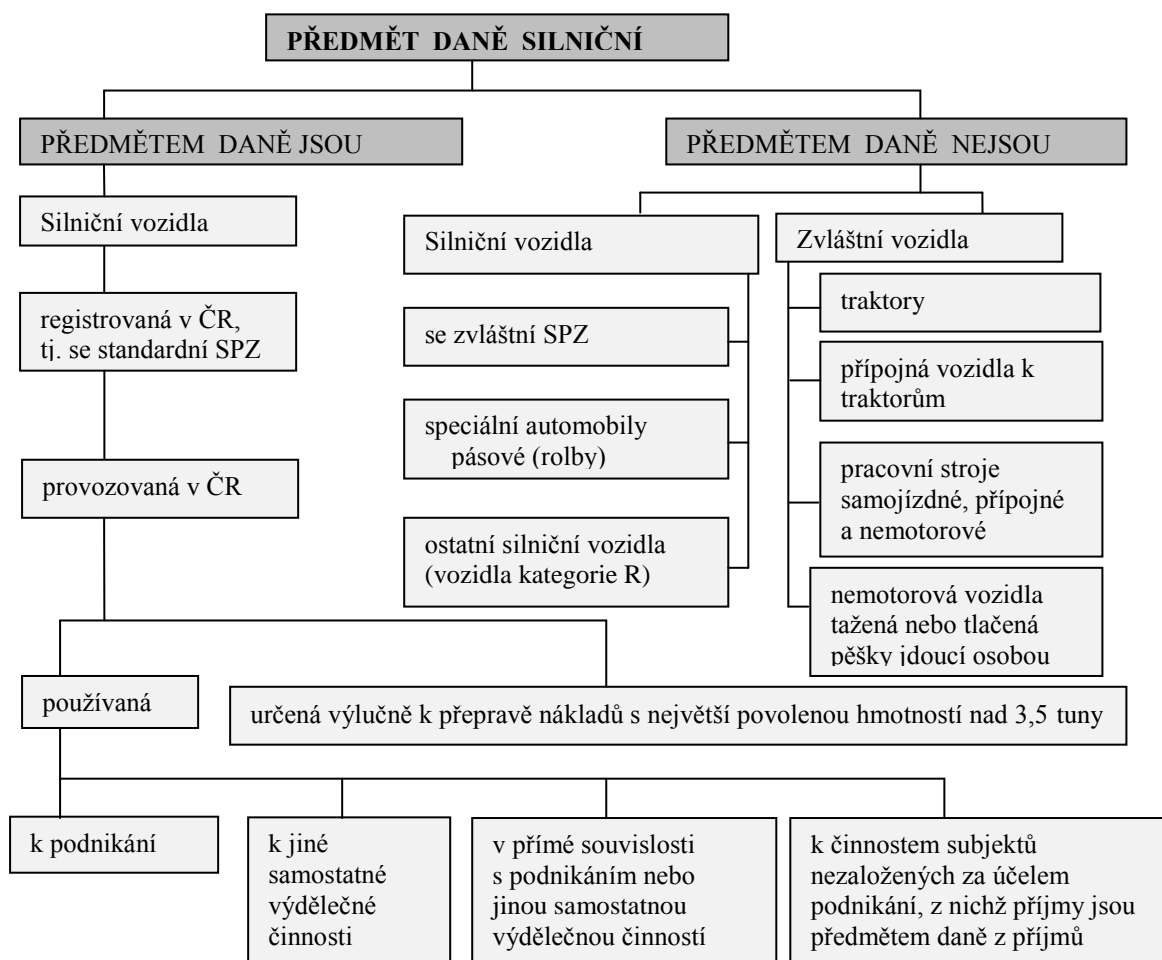 PŘEDMĚT DANĚ SILNIČNÍ
PŘEDMĚTEM DANĚ JSOU
PŘEDMĚTEM DANĚ NEJSOU
Silniční vozidla
registrovaná v ČR,
tj. se standardní SPZ
provozovaná v ČR
Silniční vozidla
se zvláštní SPZ
speciální automobily
pásové (rolby)
ostatní silniční vozidla
(vozidla kategorie R)
Zvláštní vozidla
traktory
přípojná vozidla k
traktorům
pracovní stroje
samojízdné, přípojné
a nemotorové
nemotorová vozidla
tažená nebo tlačená
pěšky jdoucí osobou
používaná
určená výlučně k přepravě nákladů s největší povolenou hmotností nad 3,5 tuny
k podnikání
k jiné
samostatné
výdělečné
činnosti
v přímé souvislosti
s podnikáním nebo
jinou samostatnou
výdělečnou činností
k činnostem subjektů
nezaložených za účelem
podnikání, z nichž příjmy jsou
předmětem daně z příjmů